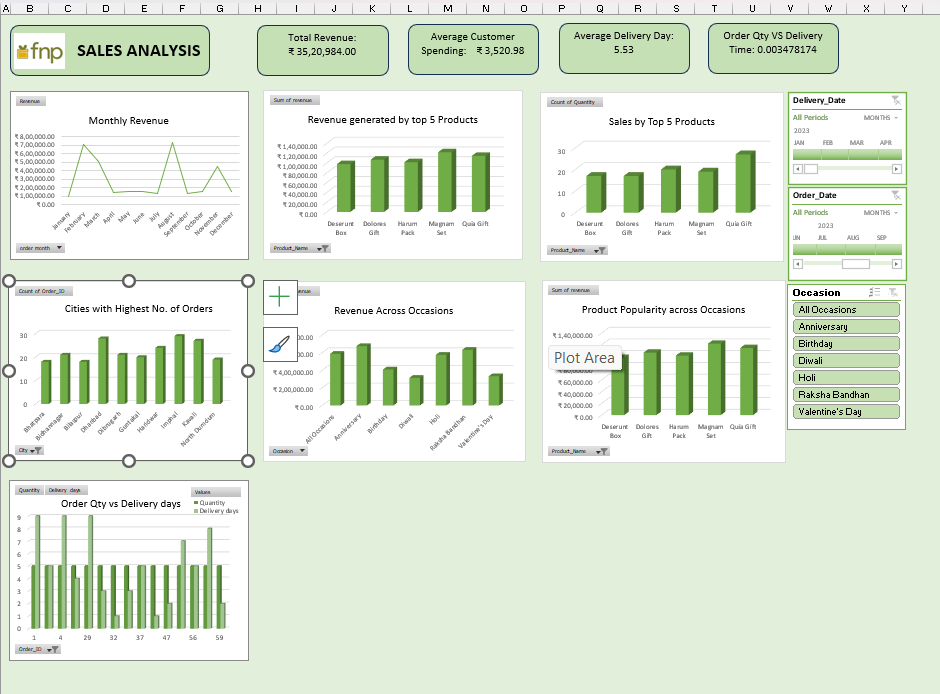 A B C D E F G H I J K L M N O P Q R S T U V W X Y
fnp SALES ANALYSIS
Total Revenue:
₹ 35,20,984.00
Average Customer
Spending: ₹ 3,520.98
Average Delivery Day:
5.53
Order Qty VS Delivery
Time: 0.003478174
Revenue
Monthly Revenue
₹ 8,00,000.00
₹ 7,00,000.00
₹ 6,00,000.00
₹ 5,00,000.00
₹ 4,00,000.00
₹ 3,00,000.00
₹ 2,00,000.00
₹ 1,00,000.00
₹ 0.00
January
February
March
April
May
June
July
August
September
October
November
December
order month
Sum of revenue
Revenue generated by top 5 Products
₹ 1,40,000.00
₹ 1,20,000.00
₹ 1,00,000.00
₹ 80,000.00
₹ 60,000.00
₹ 40,000.00
₹ 20,000.00
₹ 0.00
Deserunt Dolores Harum Magnam Quia Gift
Box Gift Pack Set
Product_Name
Count of Quantity
Sales by Top 5 Products
30
20
10
0
Deserunt Dolores Harum Magnam Quia Gift
Box Gift Pack Set
Product_Name
Delivery_Date
All Periods MONTHS
2023
JAN FEB MAR APR
Order_Date
All Periods MONTHS
2023
JN JUL AUG SEP
Occasion
All Occasions
Anniversary
Birthday
Diwali
Holi
Raksha Bandhan
Valentine's Day
Count of Order_ID
Cities with Highest No. of Orders
30
20
10
0
Bharpara
Bidhannagar
Bilaspur
Dhanbad
Dibrugarh
Guntakal
Haridwar
Imphal
Kavali
North Dumdum
City
Revenue Across Occasions
₹ 4,00,000.00
₹ 2,00,000.00
₹ 0.00
All Occasions
Anniversary
Birthday
Diwali
Holi
Raksha Bandhan
Valentine's Day
Occasion
Sum of revenue
Product Popularity across Occasions
₹ 1,40,000.00
Plot Area
₹ 60,000.00
₹ 40,000.00
₹ 20,000.00
₹ 0.00
Deserunt Dolores Harum Magnam Quia Gift
Box Gift Pack Set
Product_Name
Quantity Delivery days
Order Qty vs Delivery days
Values
Quantity
Delivery days
9
8
7
6
5
4
3
2
1
0
1 4 29 32 37 47 56 59
Order_ID